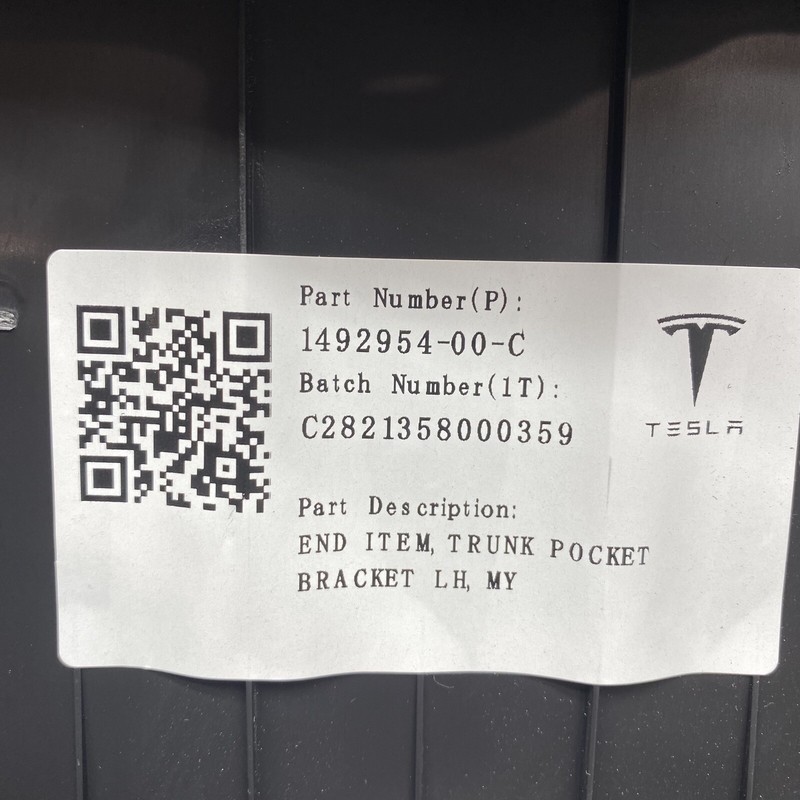 Part Number(P):
1492954-00-C
Batch Number(1T):
C2821358000359
TESLA
Part Description:
END ITEM, TRUNK POCKET
BRACKET LH, MY